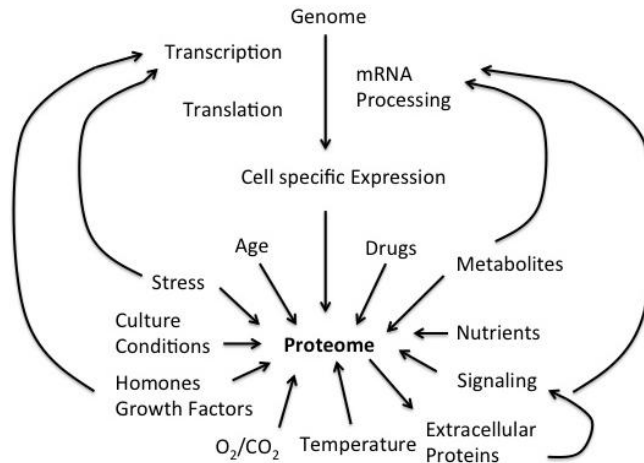 Genome
Transcription
mRNA
Processing
Translation
Cell specific Expression
Age
Drugs
Metabolites
Stress
Culture
Conditions
Proteome
Nutrients
Homones
Growth Factors
Signaling
O₂/CO₂
Temperature
Extracellular
Proteins